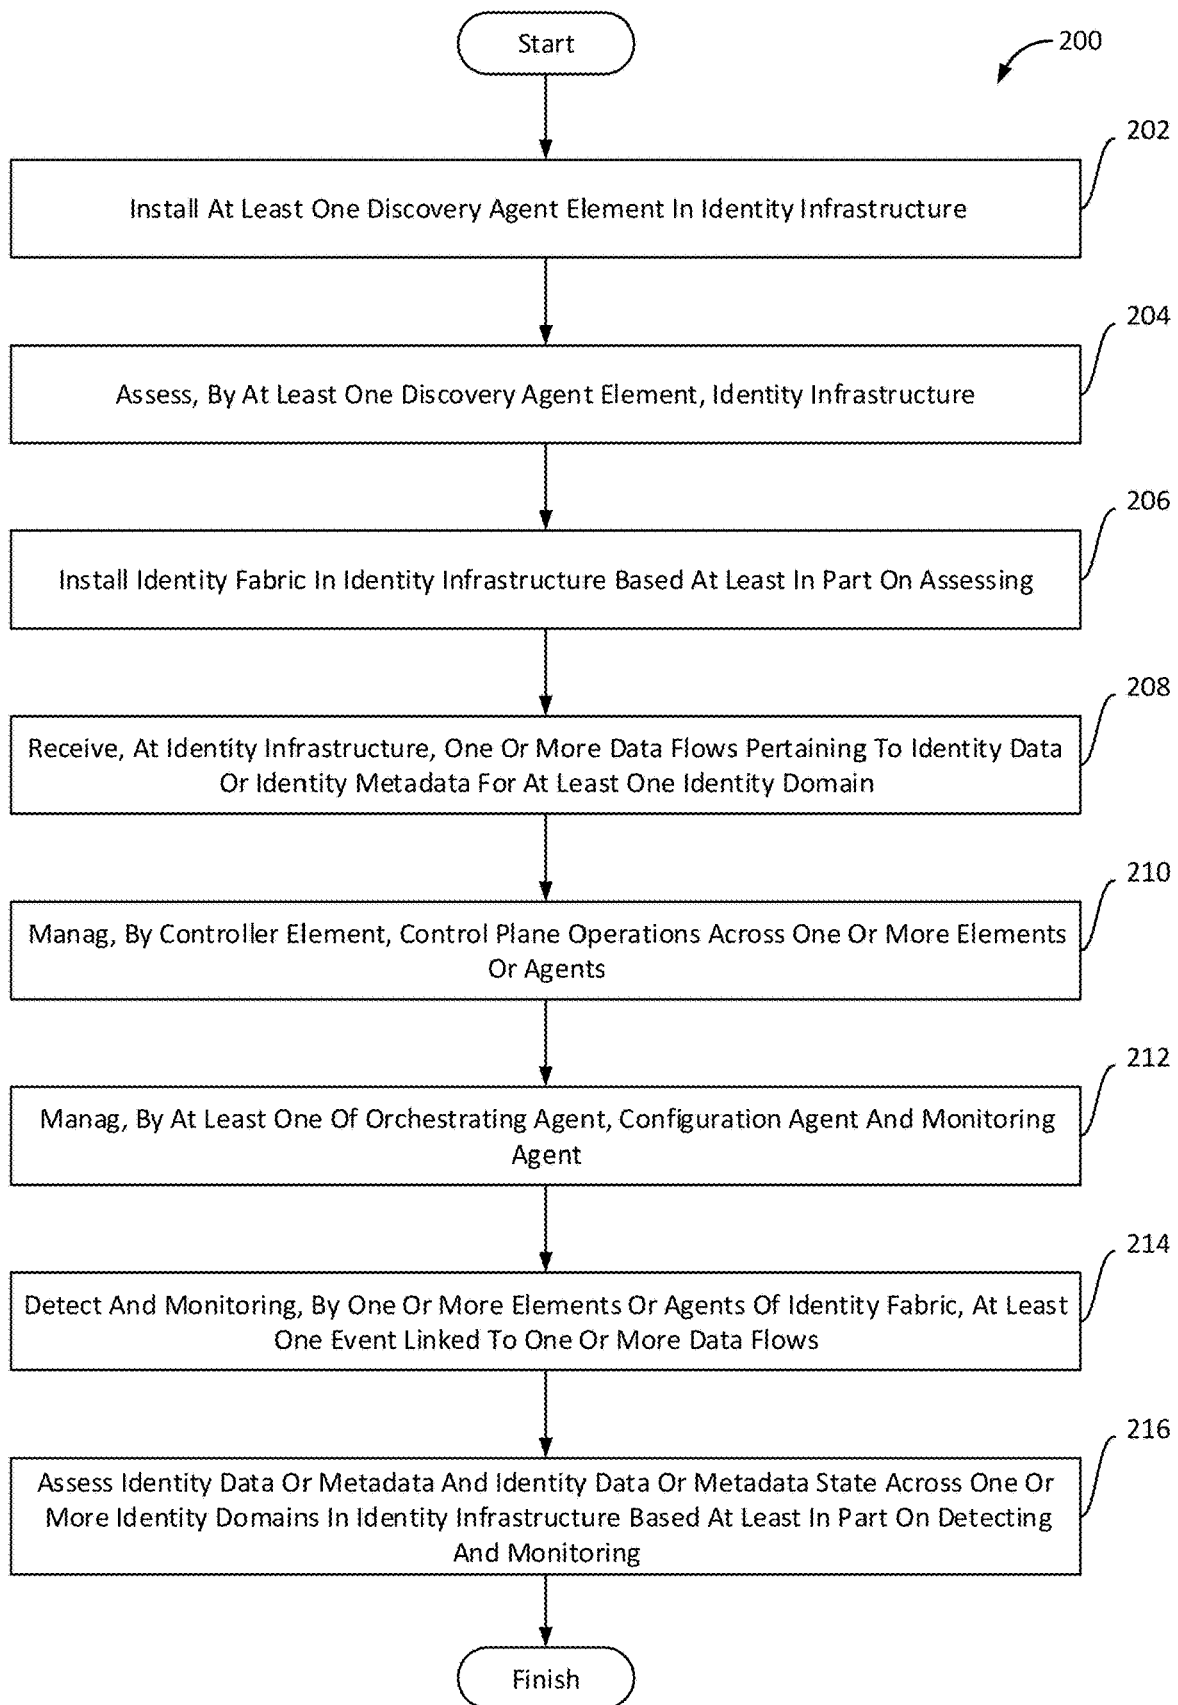 Start
200
202
Install At Least One Discovery Agent Element In Identity Infrastructure
204
Assess, By At Least One Discovery Agent Element, Identity Infrastructure
206
Install Identity Fabric In Identity Infrastructure Based At Least In Part On Assessing
208
Receive, At Identity Infrastructure, One Or More Data Flows Pertaining To Identity Data
Or Identity Metadata For At Least One Identity Domain
210
Manag, By Controller Element, Control Plane Operations Across One Or More Elements
Or Agents
212
Manag, By At Least One Of Orchestrating Agent, Configuration Agent And Monitoring
Agent
214
Detect And Monitoring, By One Or More Elements Or Agents Of Identity Fabric, At Least
One Event Linked To One Or More Data Flows
216
Assess Identity Data Or Metadata And Identity Data Or Metadata State Across One Or
More Identity Domains In Identity Infrastructure Based At Least In Part On Detecting
And Monitoring
Finish